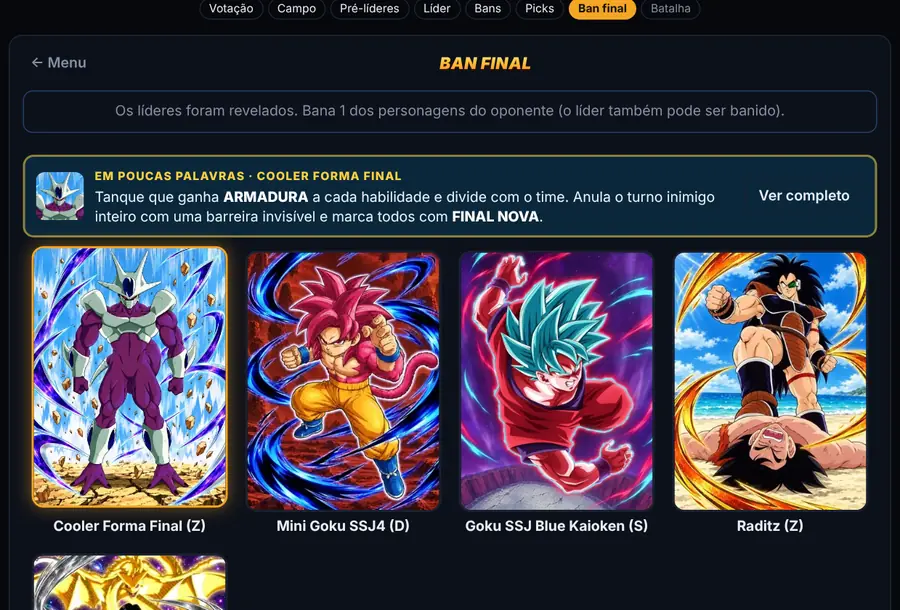 Votação Campo Pré-líderes Líder Bans Picks Ban final Batalha
← Menu
BAN FINAL
Os líderes foram revelados. Bana 1 dos personagens do oponente (o líder também pode ser banido).
EM POUCAS PALAVRAS · COOLER FORMA FINAL
Tanque que ganha ARMADURA a cada habilidade e divide com o time. Anula o turno inimigo
inteiro com uma barreira invisível e marca todos com FINAL NOVA.
Ver completo
Cooler Forma Final (Z)
Mini Goku SSJ4 (D)
Goku SSJ Blue Kaioken (S)
Raditz (Z)